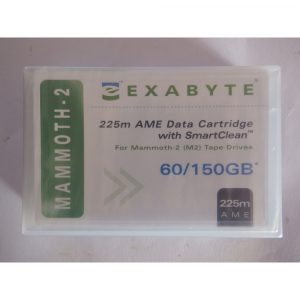 EXABYTE®
MAMMOTH-2
225m AME Data Cartridge
with SmartClean™
For Mammoth-2 (M2) Tape Drives
60/150GB*
225m
AME